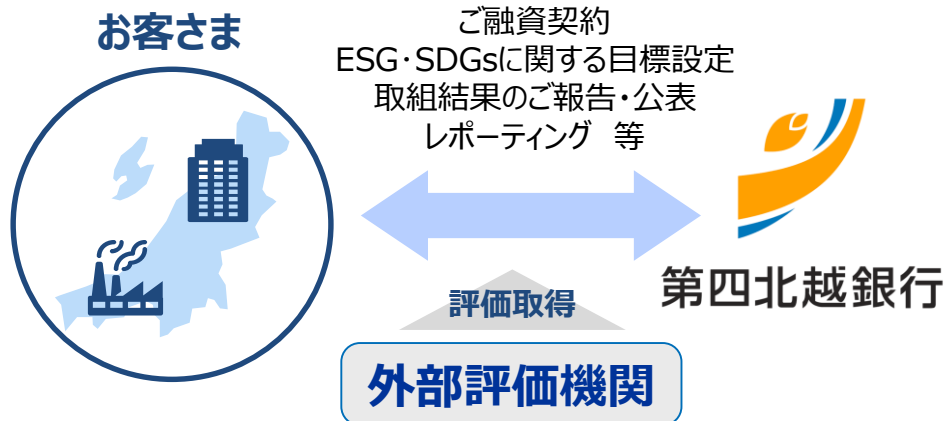 お客さま
ご融資契約
ESG・SDGsに関する目標設定
取組結果のご報告・公表
レポーティング 等
第四北越銀行
評価取得
外部評価機関